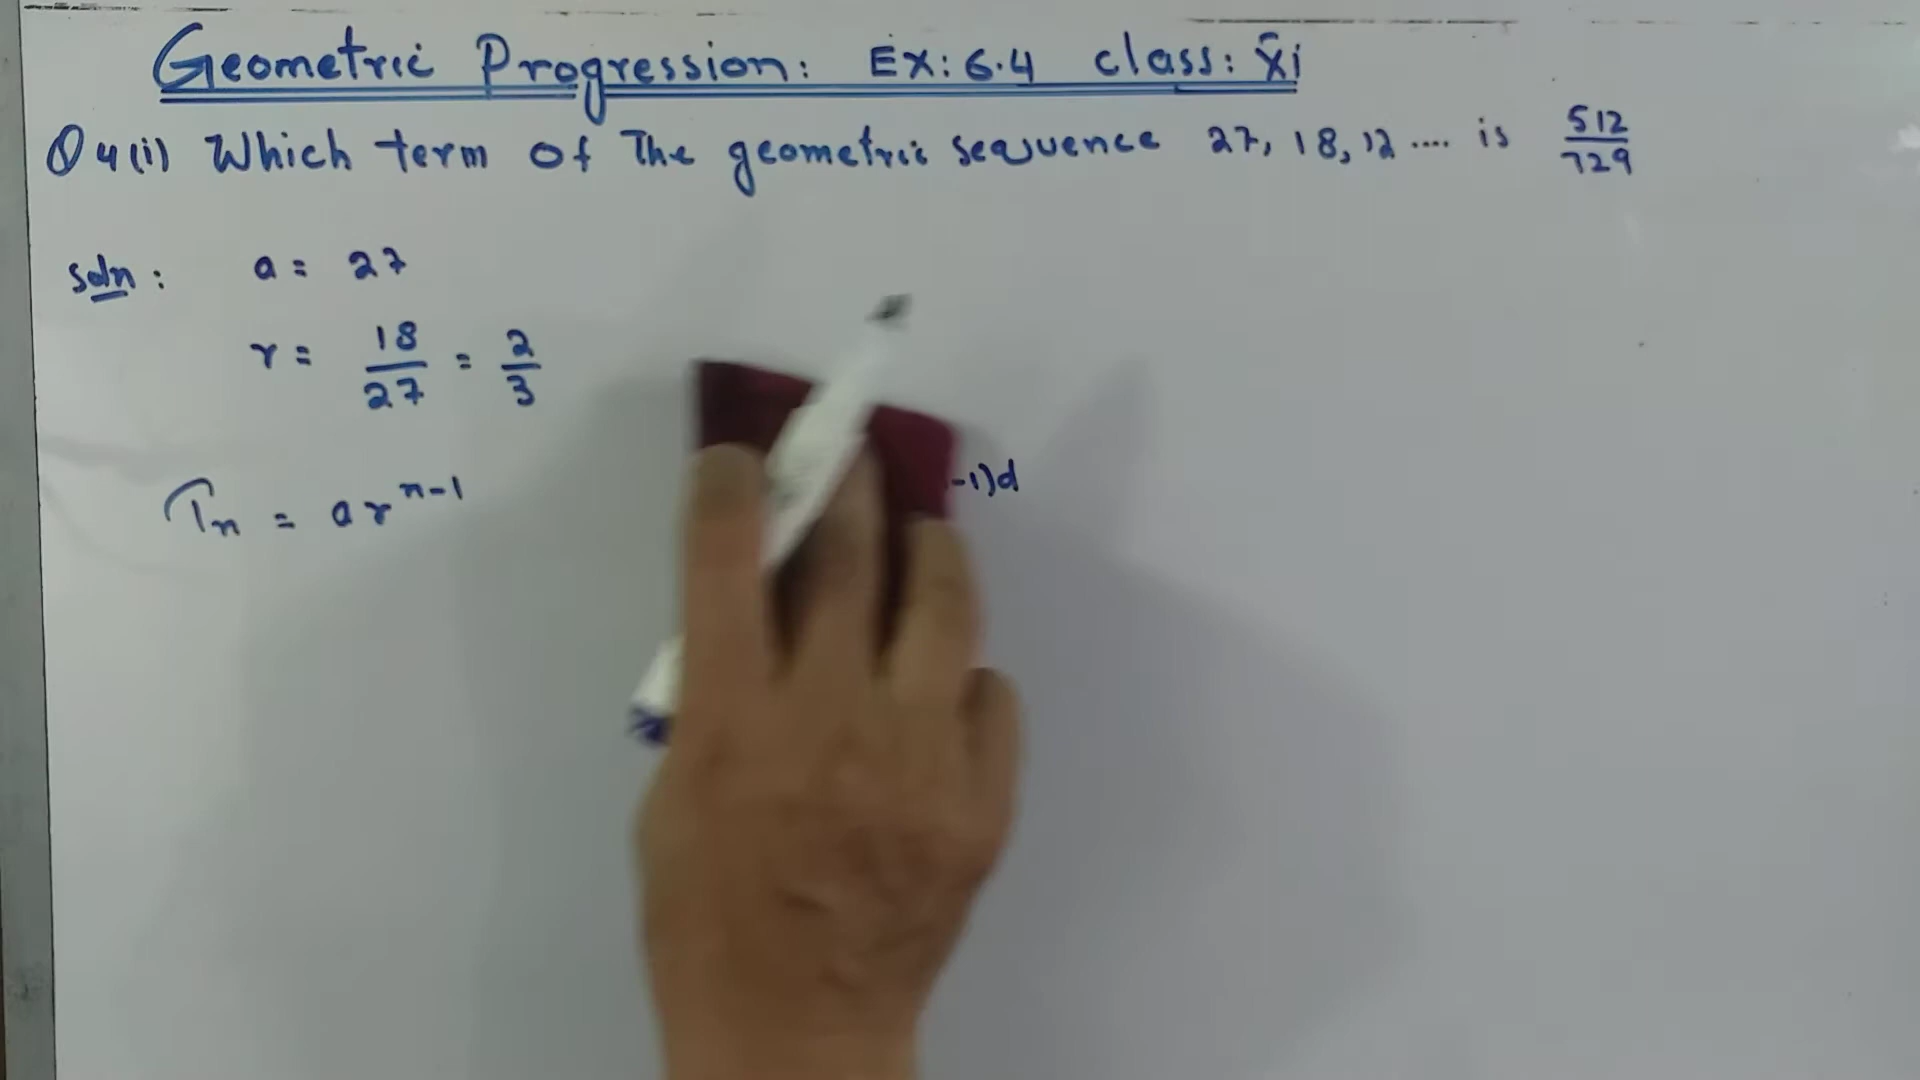 Geometric Progression: Ex: 6.4 class: XI
Q 4(i) Which term of The geometric sequence 27, 18, 12 .... is 512/729
Soln: a = 27
r = 18/27 = 2/3
Tn = ar^n-1
-1)d